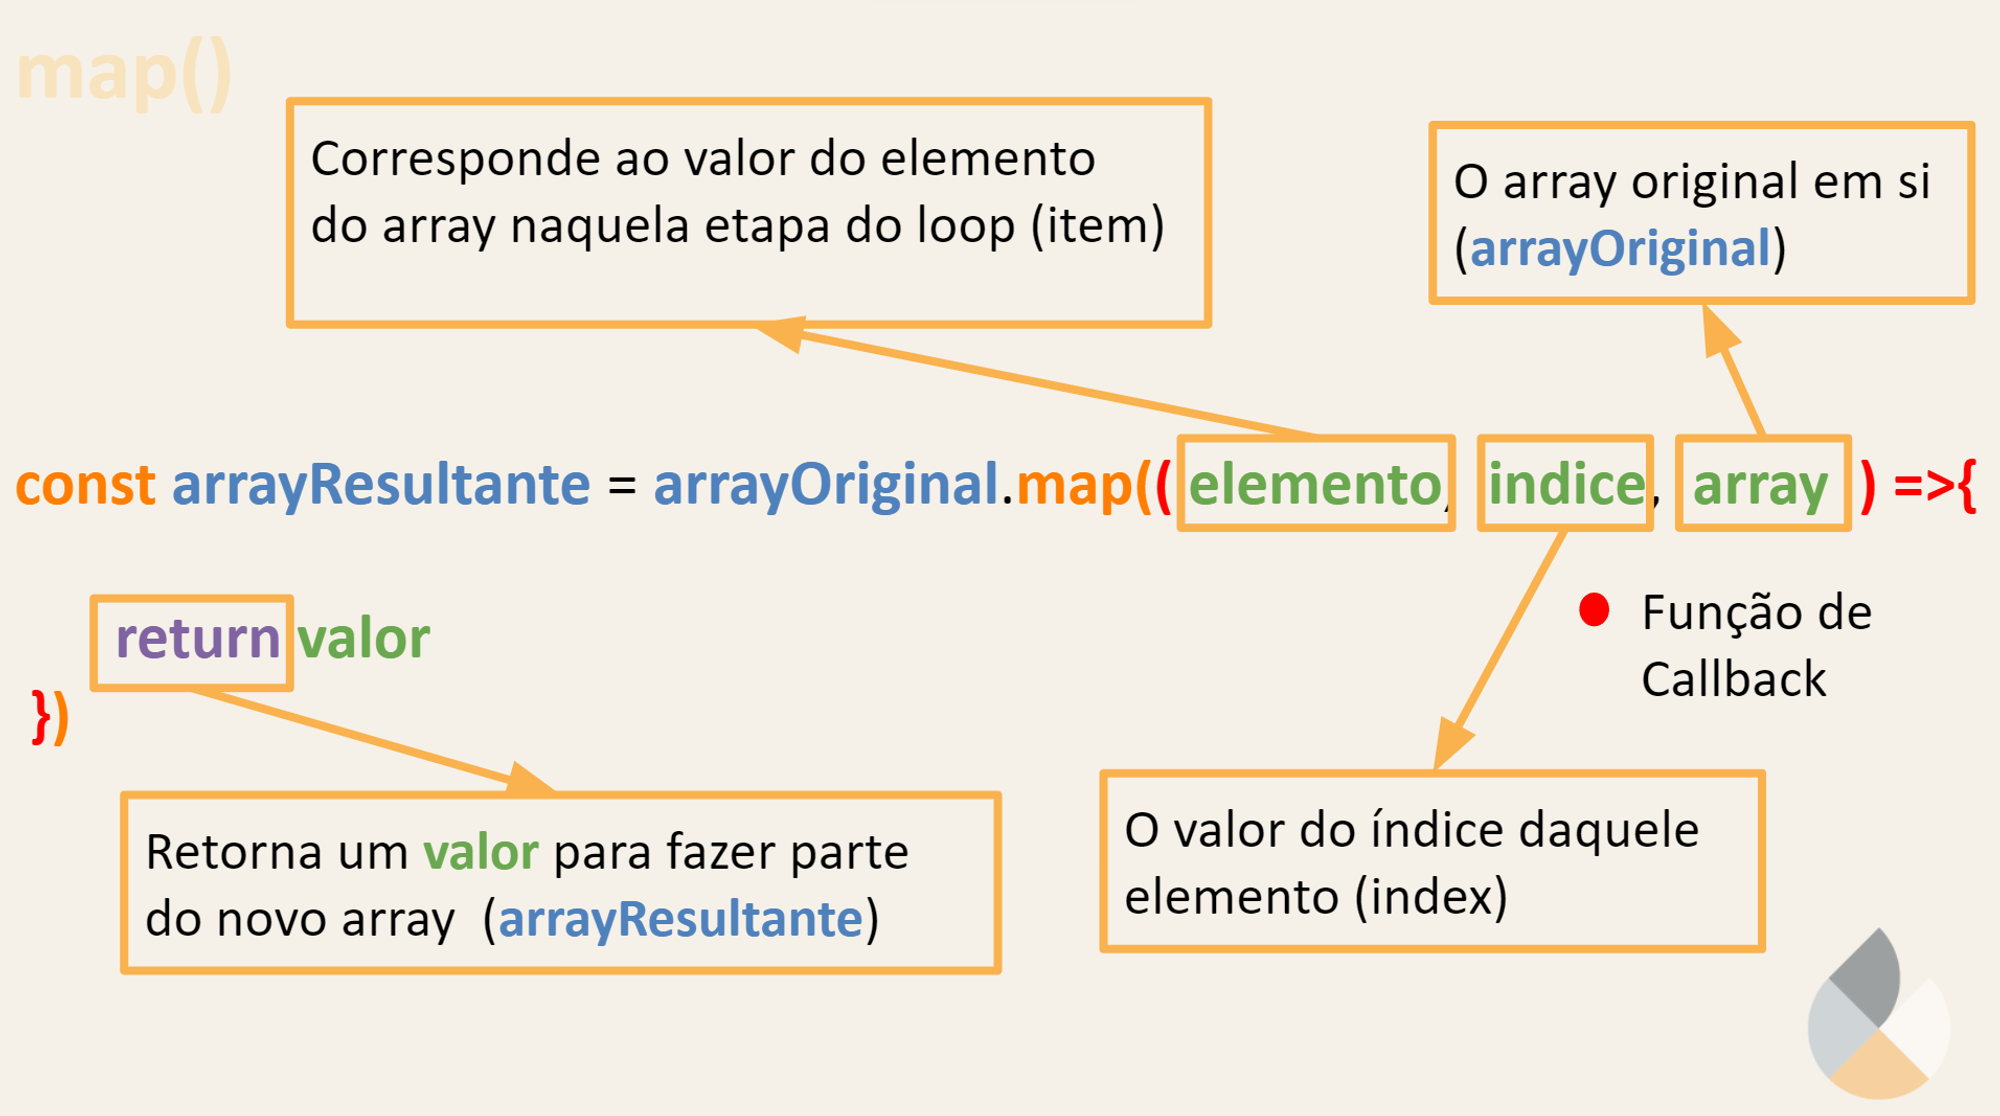 map()
Corresponde ao valor do elemento
do array naquela etapa do loop (item)
O array original em si
(arrayOriginal)
const arrayResultante = arrayOriginal.map(( elemento, indice, array ) =>{
return valor
})
Função de
Callback
Retorna um valor para fazer parte
do novo array (arrayResultante)
O valor do índice daquele
elemento (index)